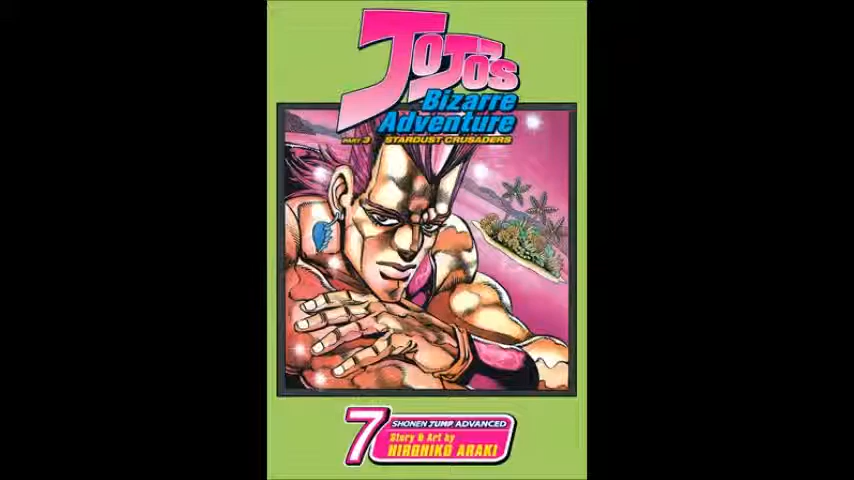 JOJO'S
Bizarre
Adventure
PART 3 STARDUST CRUSADERS
7
SHONEN JUMP ADVANCED
Story & Art by
HIROHIKO ARAKI